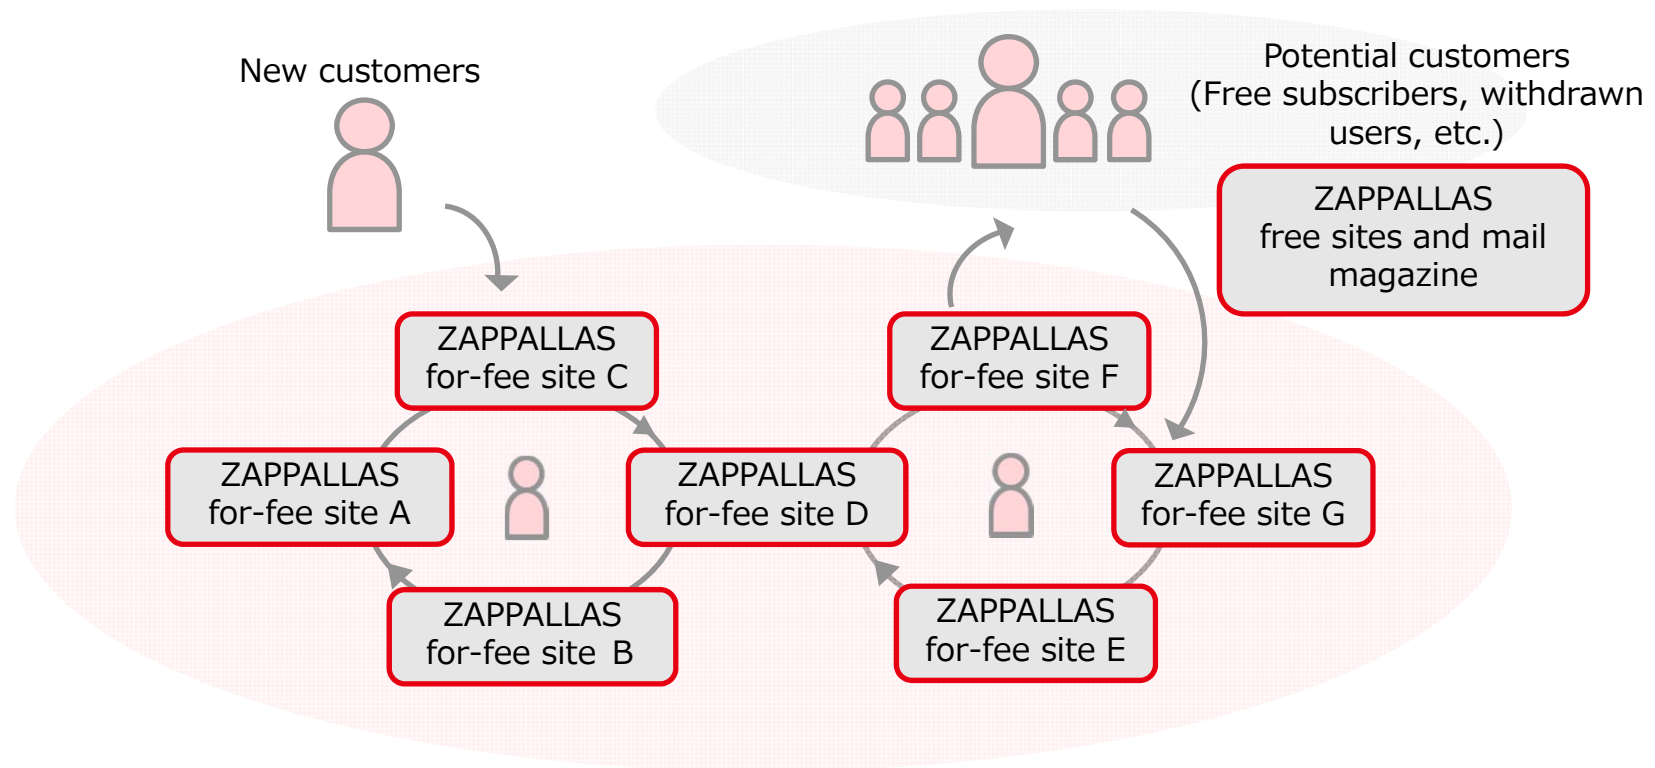 New customers
Potential customers
(Free subscribers, withdrawn
users, etc.)
ZAPPALLAS
free sites and mail
magazine
ZAPPALLAS
for-fee site C
ZAPPALLAS
for-fee site F
ZAPPALLAS
for-fee site A
ZAPPALLAS
for-fee site D
ZAPPALLAS
for-fee site G
ZAPPALLAS
for-fee site B
ZAPPALLAS
for-fee site E